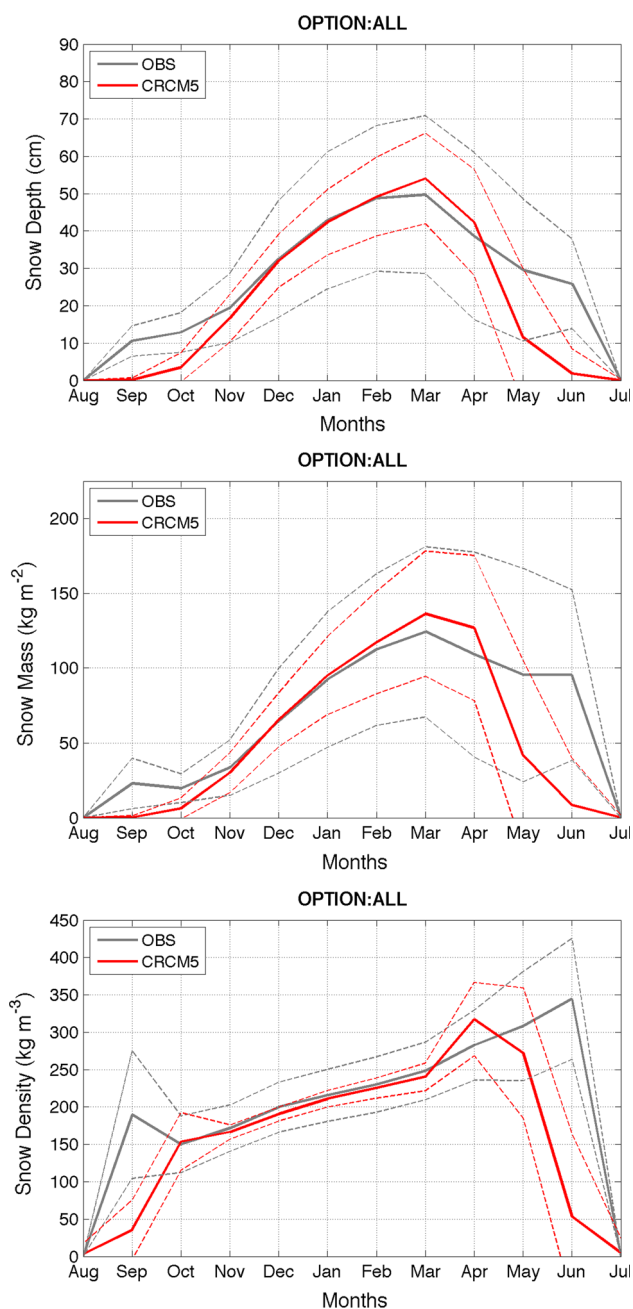 OPTION:ALL
90
80
70
60
50
40
30
20
10
0
Snow Depth (cm)
OBS
CRCM5
Aug Sep Oct Nov Dec Jan Feb Mar Apr May Jun Jul
Months
OPTION:ALL
200
150
100
50
0
Snow Mass (kg m⁻²)
OBS
CRCM5
Aug Sep Oct Nov Dec Jan Feb Mar Apr May Jun Jul
Months
OPTION:ALL
450
400
350
300
250
200
150
100
50
0
Snow Density (kg m⁻³)
OBS
CRCM5
Aug Sep Oct Nov Dec Jan Feb Mar Apr May Jun Jul
Months